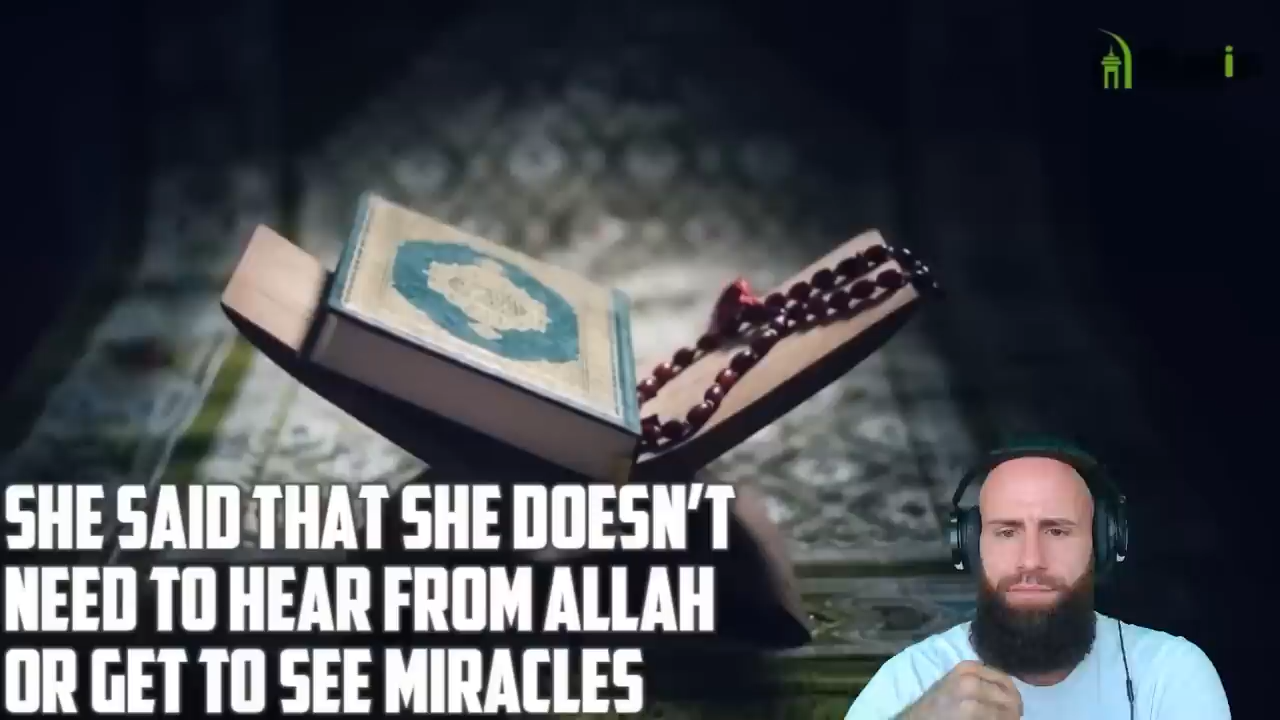 SHE SAID THAT SHE DOESN'T
NEED TO HEAR FROM ALLAH
OR GET TO SEE MIRACLES